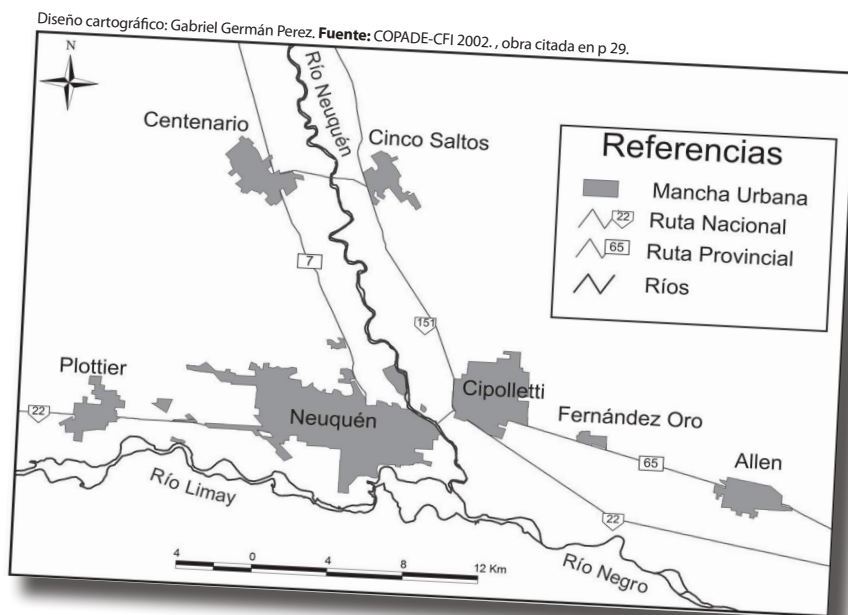 Diseño cartográfico: Gabriel Germán Perez. Fuente: COPADE-CFI 2002. , obra citada en p 29.
N
Río Neuquén
Centenario
Cinco Saltos
Referencias
Mancha Urbana
22 Ruta Nacional
65 Ruta Provincial
Ríos
7
151
Plottier
22
Neuquén
Cipolletti
Fernández Oro
65
Allen
22
Río Limay
Río Negro
4 0 4 8 12 Km